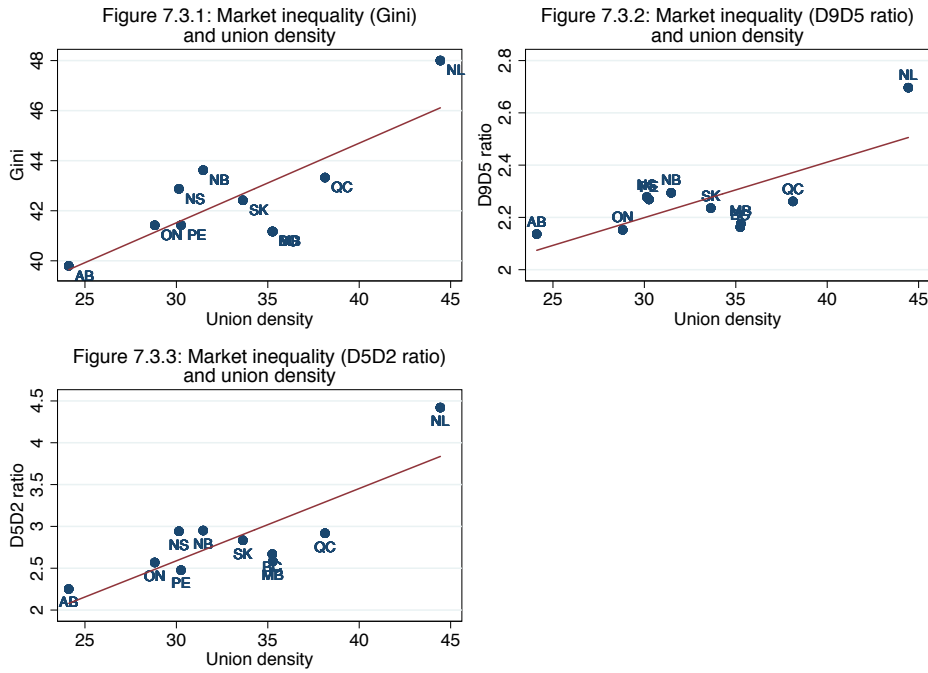 Figure 7.3.1: Market inequality (Gini)
and union density
48
46
44
42
40
Gini
NL
QC
NB
NS
SK
ON
PE
AB
25
30
35
40
45
Union density
Figure 7.3.2: Market inequality (D9D5 ratio)
and union density
2.8
2.6
2.4
2.2
2
D9D5 ratio
NL
NB
QC
SK
MB
ON
AB
25
30
35
40
45
Union density
Figure 7.3.3: Market inequality (D5D2 ratio)
and union density
4.5
4
3.5
3
2.5
2
D5D2 ratio
NL
NS
NB
QC
SK
ON
PE
MB
AB
25
30
35
40
45
Union density